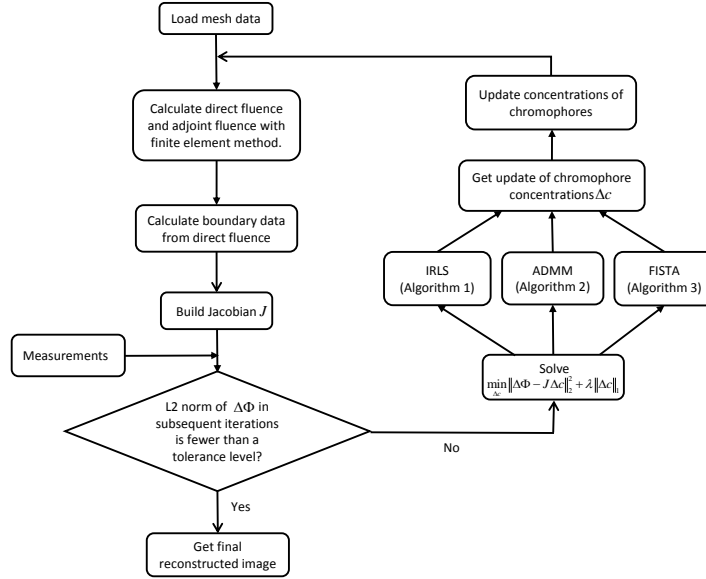 Load mesh data
Calculate direct fluence
and adjoint fluence with
finite element method.
Calculate boundary data
from direct fluence
Build Jacobian J
Measurements
L2 norm of ΔΦ in
subsequent iterations
is fewer than a
tolerance level?
Yes
Get final
reconstructed image
No
Solve
min_{Δc} ‖ΔΦ − JΔc‖₂² + λ‖Δc‖₁
IRLS
(Algorithm 1)
ADMM
(Algorithm 2)
FISTA
(Algorithm 3)
Get update of chromophore
concentrations Δc
Update concentrations of
chromophores